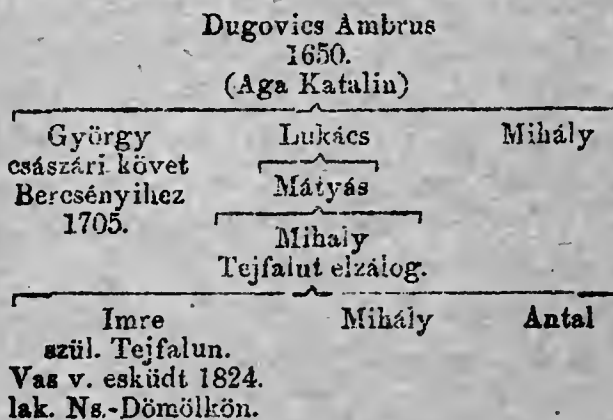 Dugovics Ambrus
1650.
(Aga Katalin)
György Lukács Mihály
császári követ
Bercsényihez
1705.
Mátyás
Mihaly
Tejfalut elzálog.
Imre Mihály Antal
szül. Tejfalun.
Vas v. esküdt 1824.
lak. Ns.-Dömölkön.